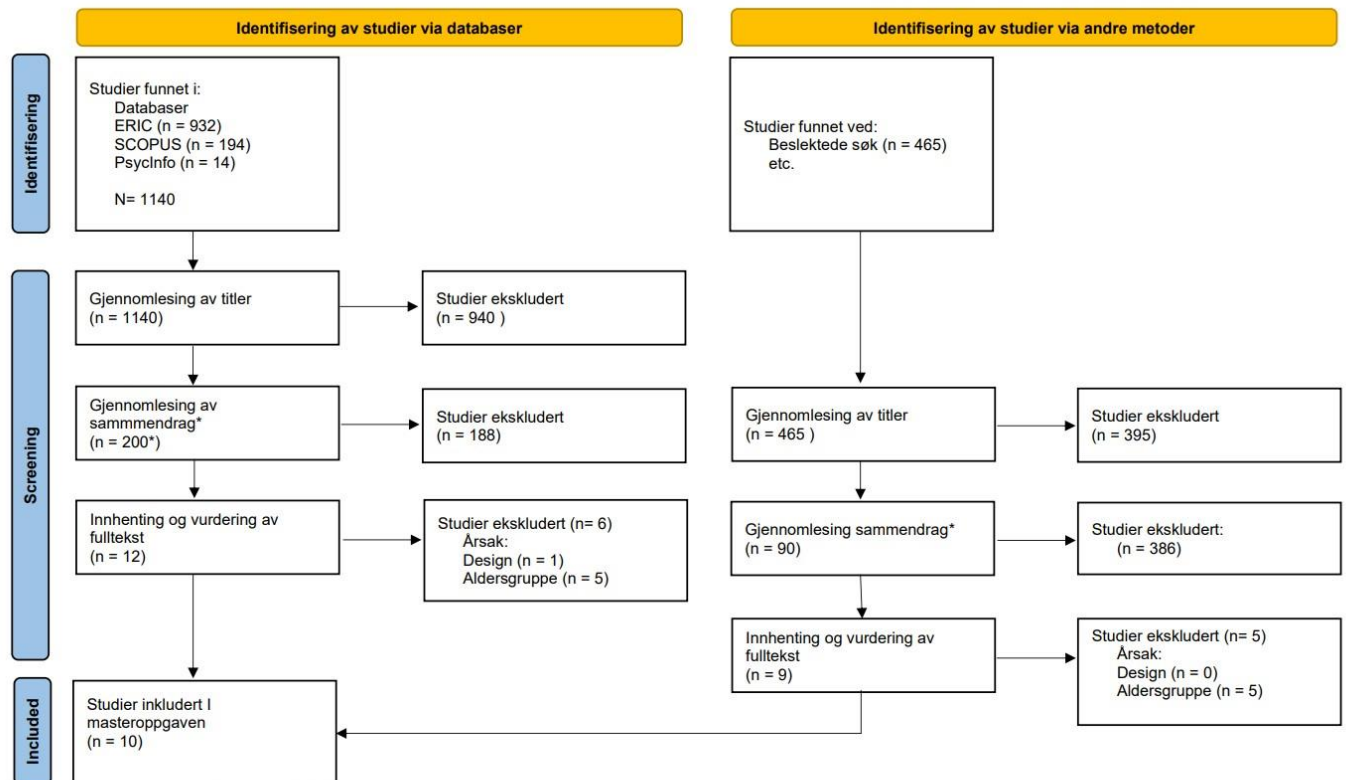 Identifisering av studier via databaser
Identifisering av studier via andre metoder
Identifisering
Studier funnet i:
Databaser
ERIC (n = 932)
SCOPUS (n = 194)
PsycInfo (n = 14)
N= 1140
Studier funnet ved:
Beslektede søk (n = 465)
etc.
Screening
Gjennomlesing av titler
(n = 1140)
Studier ekskludert
(n = 940 )
Gjennomlesing av
sammmendrag*
(n = 200*)
Studier ekskludert
(n = 188)
Gjennomlesing av titler
(n = 465 )
Studier ekskludert
(n = 395)
Innhenting og vurdering av
fulltekst
(n = 12)
Studier ekskludert (n= 6)
Årsak:
Design (n = 1)
Aldersgruppe (n = 5)
Gjennomlesing sammendrag*
(n = 90)
Studier ekskludert:
(n = 386)
Innhenting og vurdering av
fulltekst
(n = 9)
Studier ekskludert (n= 5)
Årsak:
Design (n = 0)
Aldersgruppe (n = 5)
Included
Studier inkludert I
masteroppgaven
(n = 10)